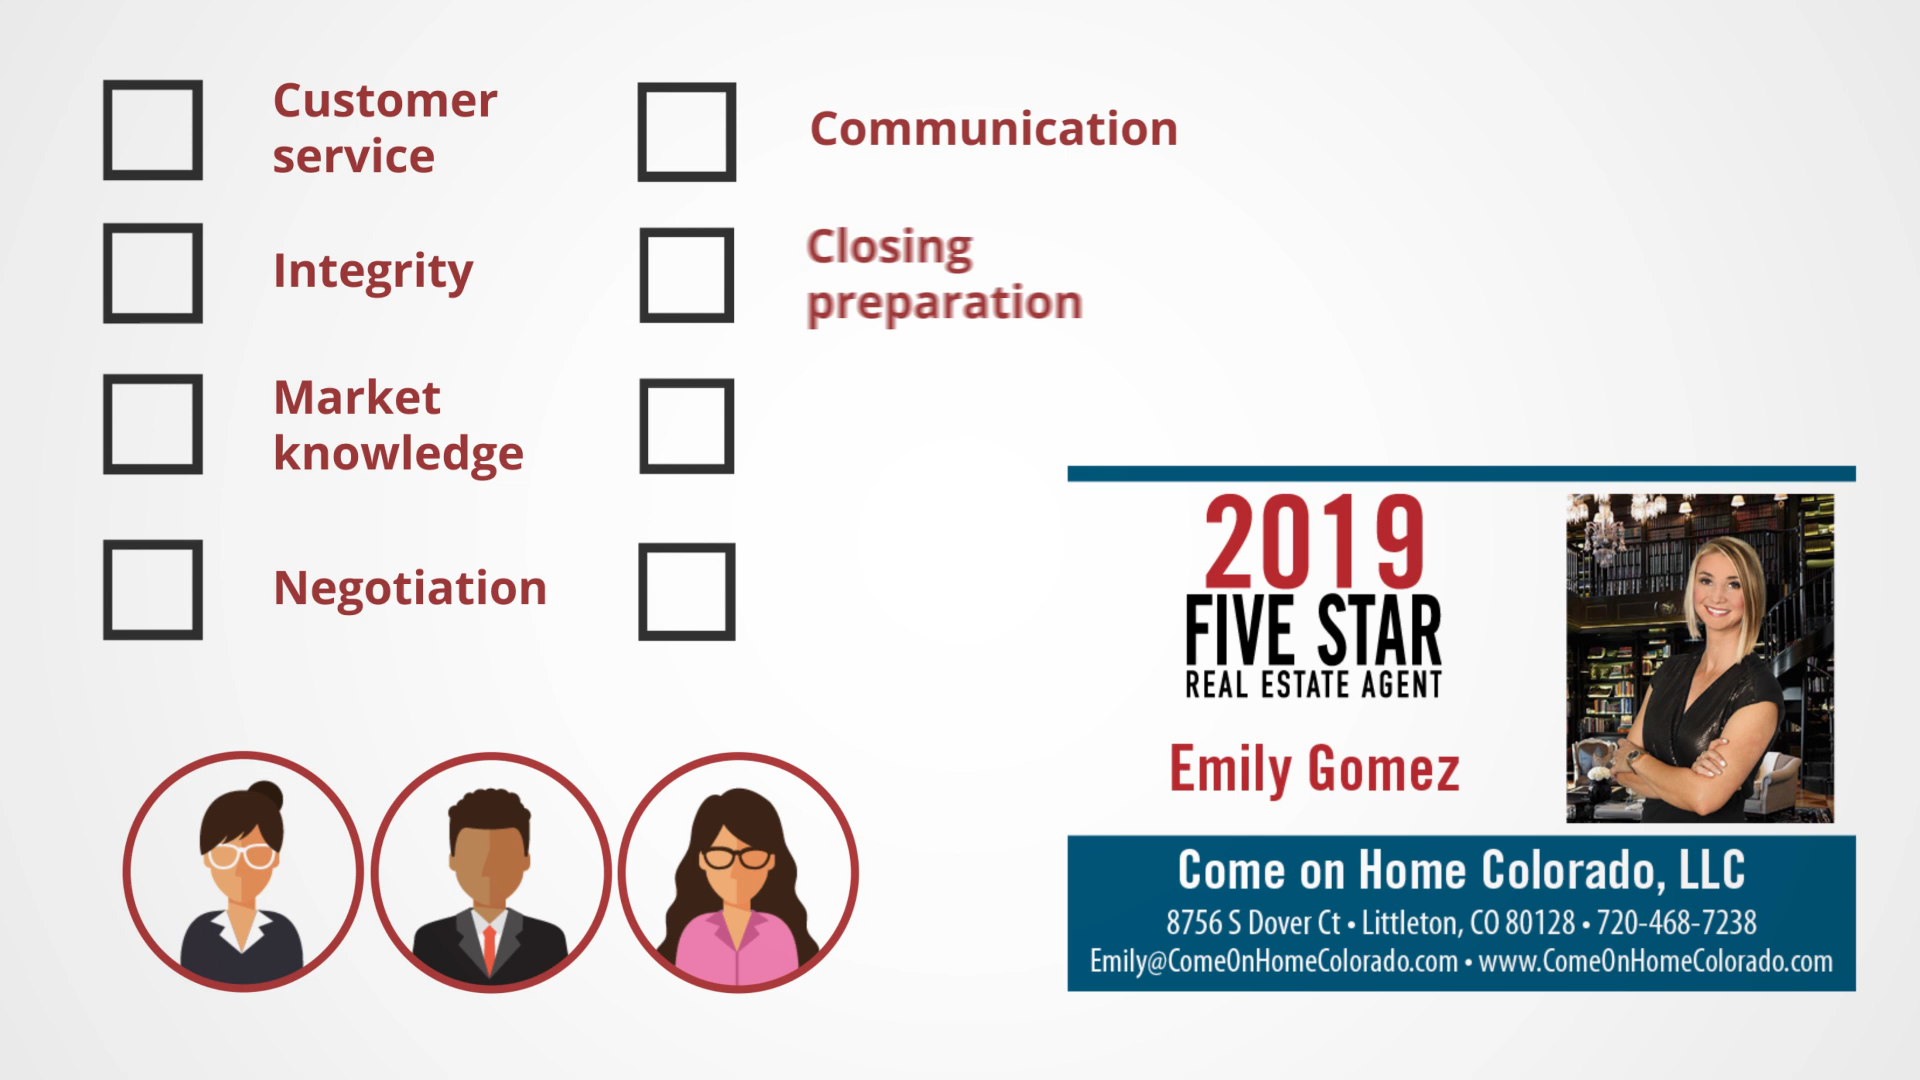 Customer
service
Integrity
Market
knowledge
Negotiation
Communication
Closing
preparation
2019
FIVE STAR
REAL ESTATE AGENT
Emily Gomez
Come on Home Colorado, LLC
8756 S Dover Ct • Littleton, CO 80128 • 720-468-7238
Emily@ComeOnHomeColorado.com • www.ComeOnHomeColorado.com